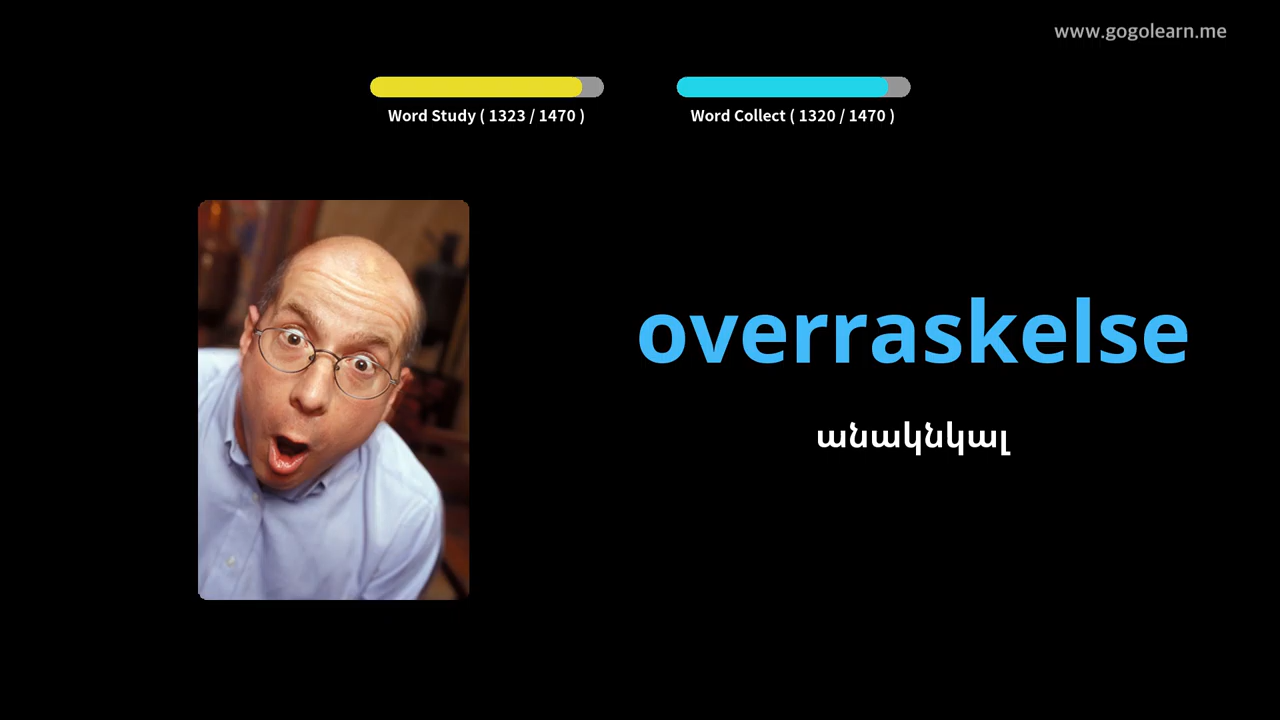 www.gogolearn.me
Word Study ( 1323 / 1470 )
Word Collect ( 1320 / 1470 )
overraskelse
անակնկալ